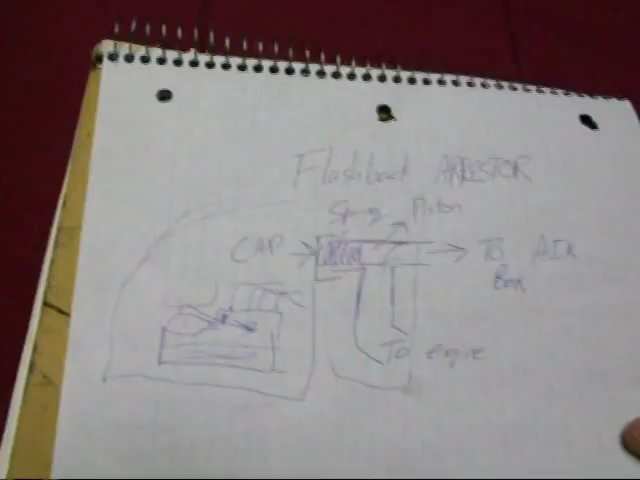 Flashback ARRESTOR
Spring Piston
CAP
TO AIR
Box
To engine